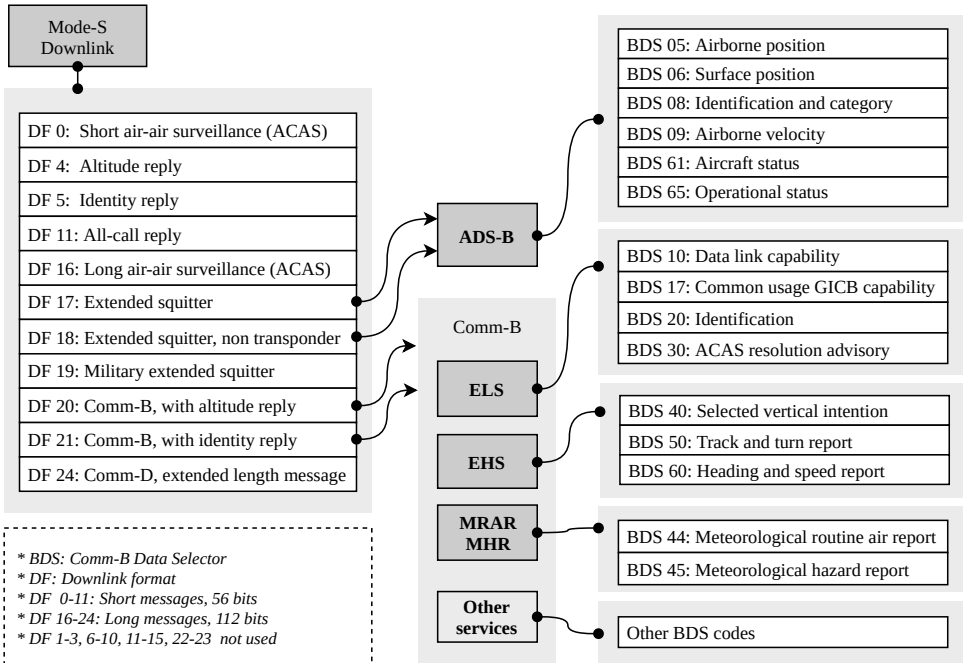 Mode-S
Downlink
DF 0: Short air-air surveillance (ACAS)
DF 4: Altitude reply
DF 5: Identity reply
DF 11: All-call reply
DF 16: Long air-air surveillance (ACAS)
DF 17: Extended squitter
DF 18: Extended squitter, non transponder
DF 19: Military extended squitter
DF 20: Comm-B, with altitude reply
DF 21: Comm-B, with identity reply
DF 24: Comm-D, extended length message
* BDS: Comm-B Data Selector
* DF: Downlink format
* DF 0-11: Short messages, 56 bits
* DF 16-24: Long messages, 112 bits
* DF 1-3, 6-10, 11-15, 22-23 not used
ADS-B
Comm-B
ELS
EHS
MRAR
MHR
Other
services
BDS 05: Airborne position
BDS 06: Surface position
BDS 08: Identification and category
BDS 09: Airborne velocity
BDS 61: Aircraft status
BDS 65: Operational status
BDS 10: Data link capability
BDS 17: Common usage GICB capability
BDS 20: Identification
BDS 30: ACAS resolution advisory
BDS 40: Selected vertical intention
BDS 50: Track and turn report
BDS 60: Heading and speed report
BDS 44: Meteorological routine air report
BDS 45: Meteorological hazard report
Other BDS codes